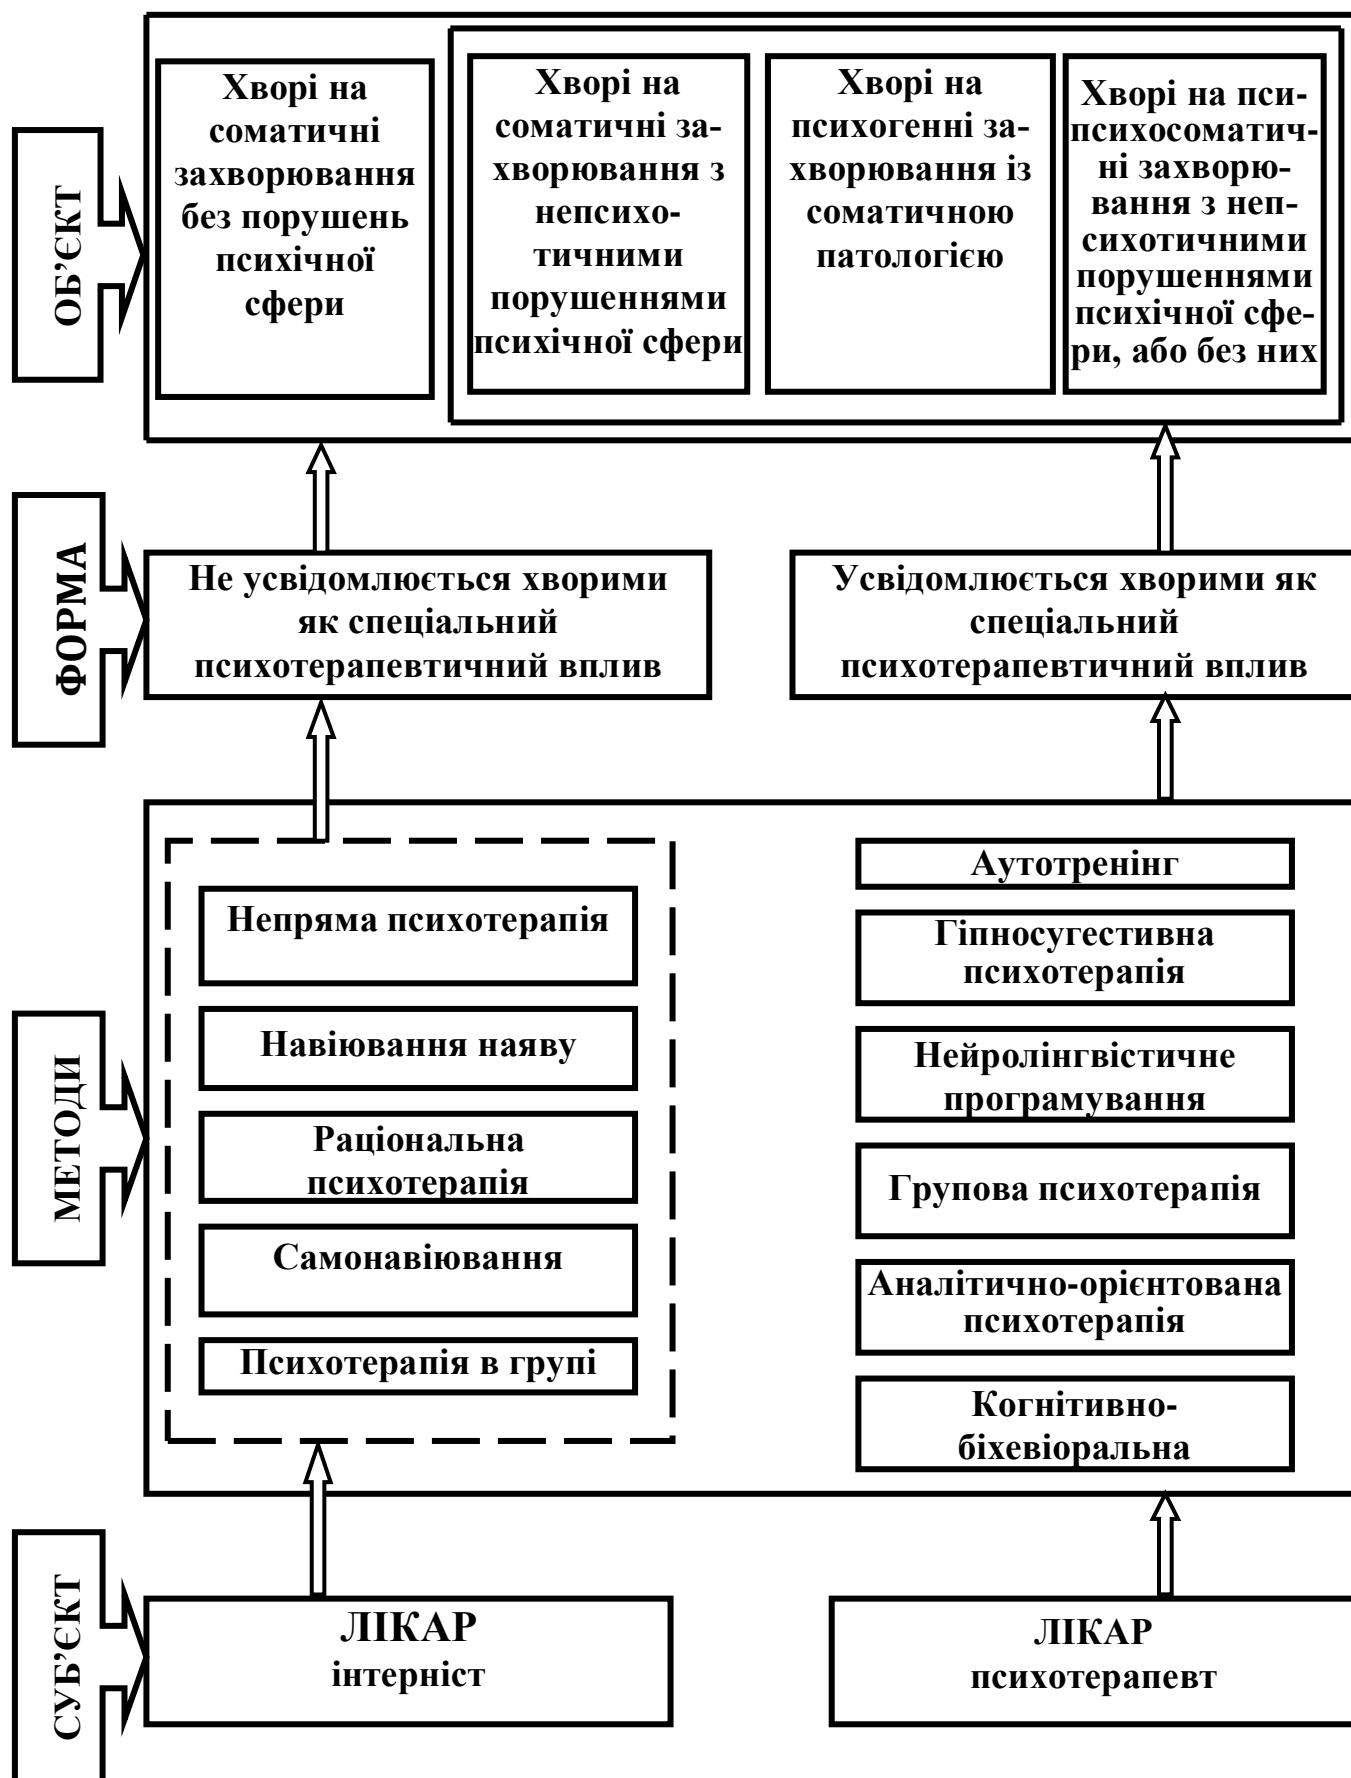 ОБ’ЄКТ
Хворі на
соматичні
захворювання
без порушень
психічної
сфери
Хворі на
соматичні за-
хворювання з
непсихо-
тичними
порушеннями
психічної сфери
Хворі на
психогенні за-
хворювання із
соматичною
патологією
Хворі на пси-
психосоматич-
ні захворю-
вання з неп-
сихотичними
порушеннями
психічної сфе-
ри, або без них
ФОРМА
Не усвідомлюється хворими
як спеціальний
психотерапевтичний вплив
Усвідомлюється хворими як
спеціальний
психотерапевтичний вплив
МЕТОДИ
Непряма психотерапія
Навіювання наяву
Раціональна
психотерапія
Самонавіювання
Психотерапія в групі
Аутотренінг
Гіпносугестивна
психотерапія
Нейролінгвістичне
програмування
Групова психотерапія
Аналітично-орієнтована
психотерапія
Когнітивно-
біхевіоральна
СУБ’ЄКТ
ЛІКАР
інтерніст
ЛІКАР
психотерапевт